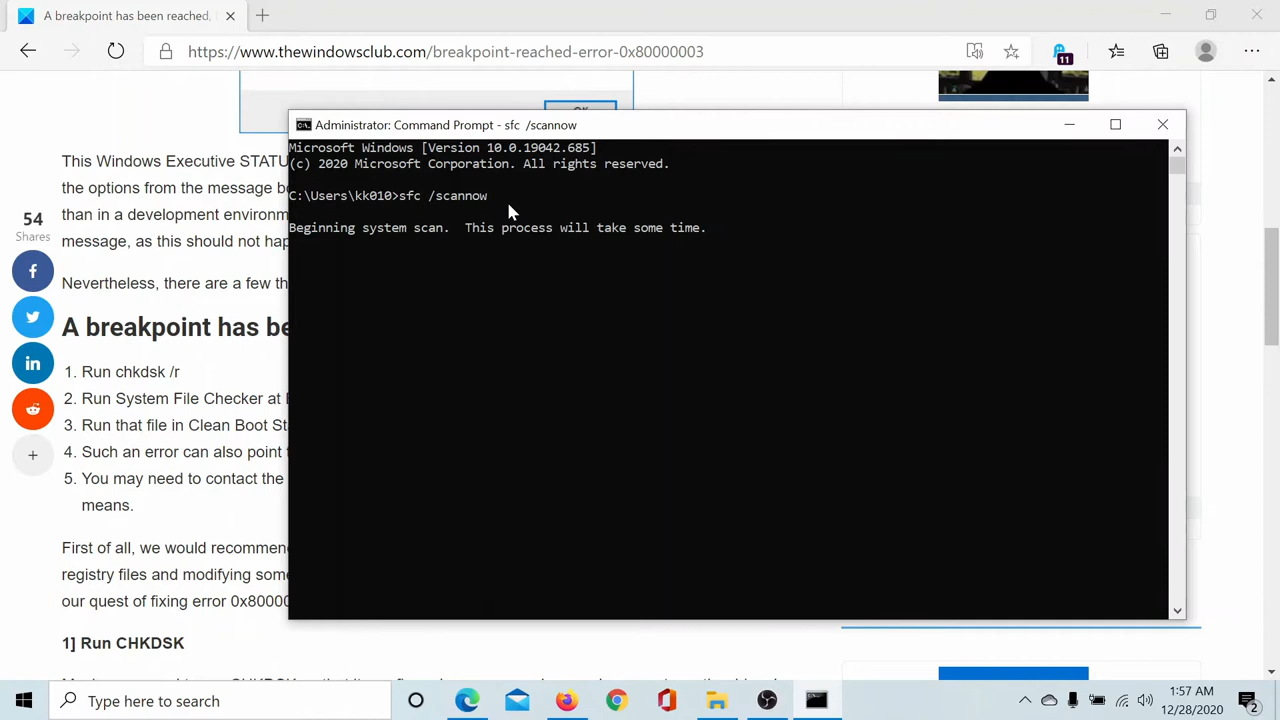 A breakpoint has been reached,
https://www.thewindowsclub.com/breakpoint-reached-error-0x80000003
11
Administrator: Command Prompt - sfc  /scannow
Microsoft Windows [Version 10.0.19042.685]
(c) 2020 Microsoft Corporation. All rights reserved.
C:\Users\kk010>sfc /scannow
Beginning system scan.  This process will take some time.
This Windows Executive STATU
the options from the message bo
than in a development environm
message, as this should not hap
54
Shares
Nevertheless, there are a few th
A breakpoint has be
1. Run chkdsk /r
2. Run System File Checker at
3. Run that file in Clean Boot St
4. Such an error can also point
5. You may need to contact the
means.
First of all, we would recommen
registry files and modifying som
our quest of fixing error 0x8000
1] Run CHKDSK
Type here to search
1:57 AM
12/28/2020
2